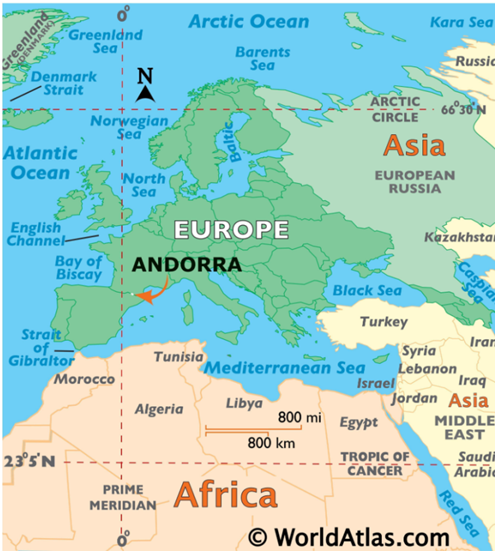 0°
Arctic Ocean
Kara Sea
Greenland
(DENMARK)
Greenland
Sea
Barents
Sea
Russia
Denmark
Strait
N
ARCTIC
CIRCLE
66°30'N
Norwegian
Sea
Baltic
Asia
Atlantic
Ocean
EUROPEAN
RUSSIA
North
Sea
English
Channel
EUROPE
Kazakhstan
Bay of
Biscay
ANDORRA
Caspian
Sea
Black Sea
Turkey
Strait
of
Gibraltar
Tunisia
Mediterranean Sea
Syria
Iran
Lebanon
Morocco
Israel
Iraq
Jordan
Asia
Algeria
Libya
800 mi
800 km
Egypt
MIDDLE
EAST
23°5'N
TROPIC OF
CANCER
Saudi
Arabia
PRIME
MERIDIAN
Africa
Red Sea
0°
© WorldAtlas.com